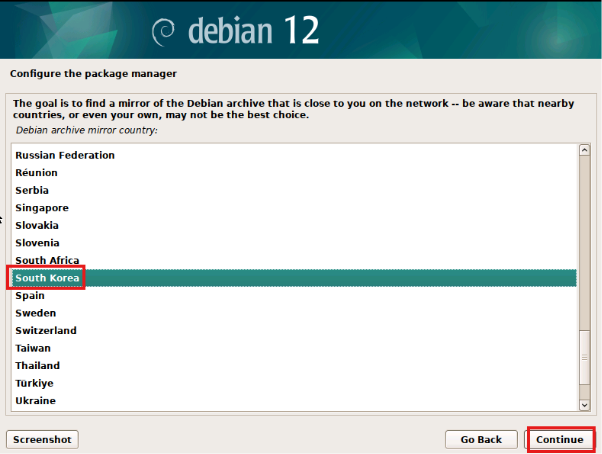 debian 12
Configure the package manager
The goal is to find a mirror of the Debian archive that is close to you on the network -- be aware that nearby
countries, or even your own, may not be the best choice.
Debian archive mirror country:
Russian Federation
Réunion
Serbia
Singapore
Slovakia
Slovenia
South Africa
South Korea
Spain
Sweden
Switzerland
Taiwan
Thailand
Türkiye
Ukraine
Screenshot
Go Back
Continue